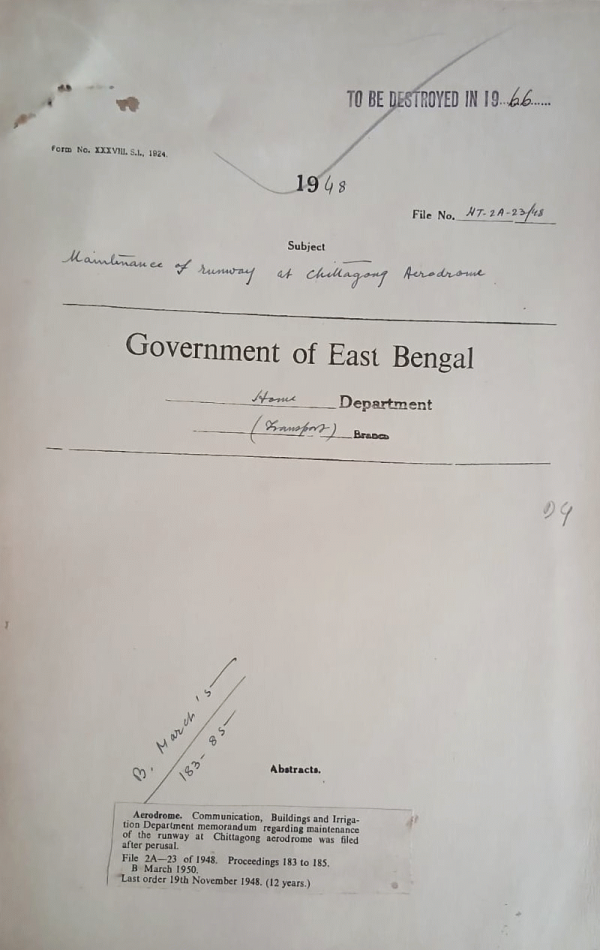 TO BE DESTROYED IN 19...66.....
Form No. XXXVIII. S.L, 1924.
1948
File No. HT-2A-23/48
Subject
Maintenance of runway at Chittagong Aerodrome
Government of East Bengal
Home Department
(Transport) Branch
B. March '5
183-85
Abstracts.
Aerodrome. Communication, Buildings and Irriga-
tion Department memorandum regarding maintenance
of the runway at Chittagong aerodrome was filed
after perusal.
File 2A—23 of 1948. Proceedings 183 to 185.
B March 1950.
Last order 19th November 1948. (12 years.)